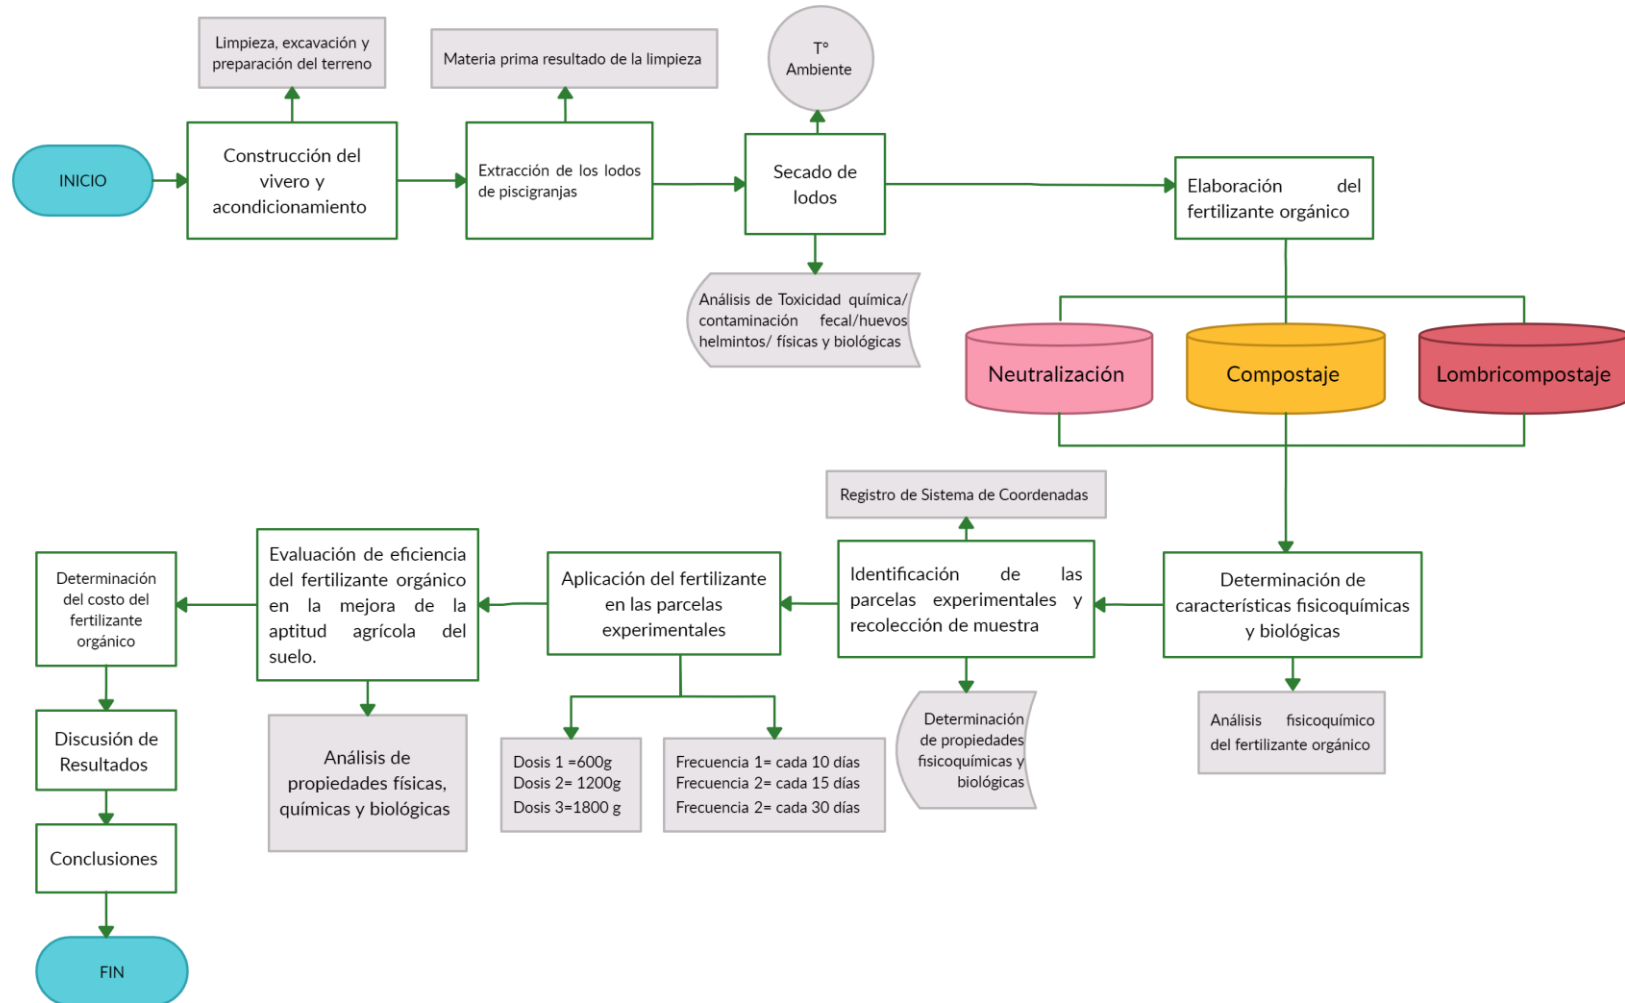 Limpieza, excavación y
preparación del terreno
Materia prima resultado de la limpieza
T°
Ambiente
INICIO
Construcción del
vivero y
acondicionamiento
Extracción de los lodos
de piscigranjas
Secado de
lodos
Elaboración del
fertilizante orgánico
Análisis de Toxicidad química/
contaminación fecal/huevos
helmintos/ físicas y biológicas
Neutralización
Compostaje
Lombricompostaje
Registro de Sistema de Coordenadas
Determinación de
características fisicoquímicas
y biológicas
Identificación de las
parcelas experimentales y
recolección de muestra
Aplicación del fertilizante
en las parcelas
experimentales
Evaluación de eficiencia
del fertilizante orgánico
en la mejora de la
aptitud agrícola del
suelo.
Determinación
del costo del
fertilizante
orgánico
Análisis fisicoquímico
del fertilizante orgánico
Determinación
de propiedades
fisicoquímicas y
biológicas
Frecuencia 1= cada 10 días
Frecuencia 2= cada 15 días
Frecuencia 2= cada 30 días
Dosis 1 =600g
Dosis 2= 1200g
Dosis 3=1800 g
Análisis de
propiedades físicas,
químicas y biológicas
Discusión de
Resultados
Conclusiones
FIN